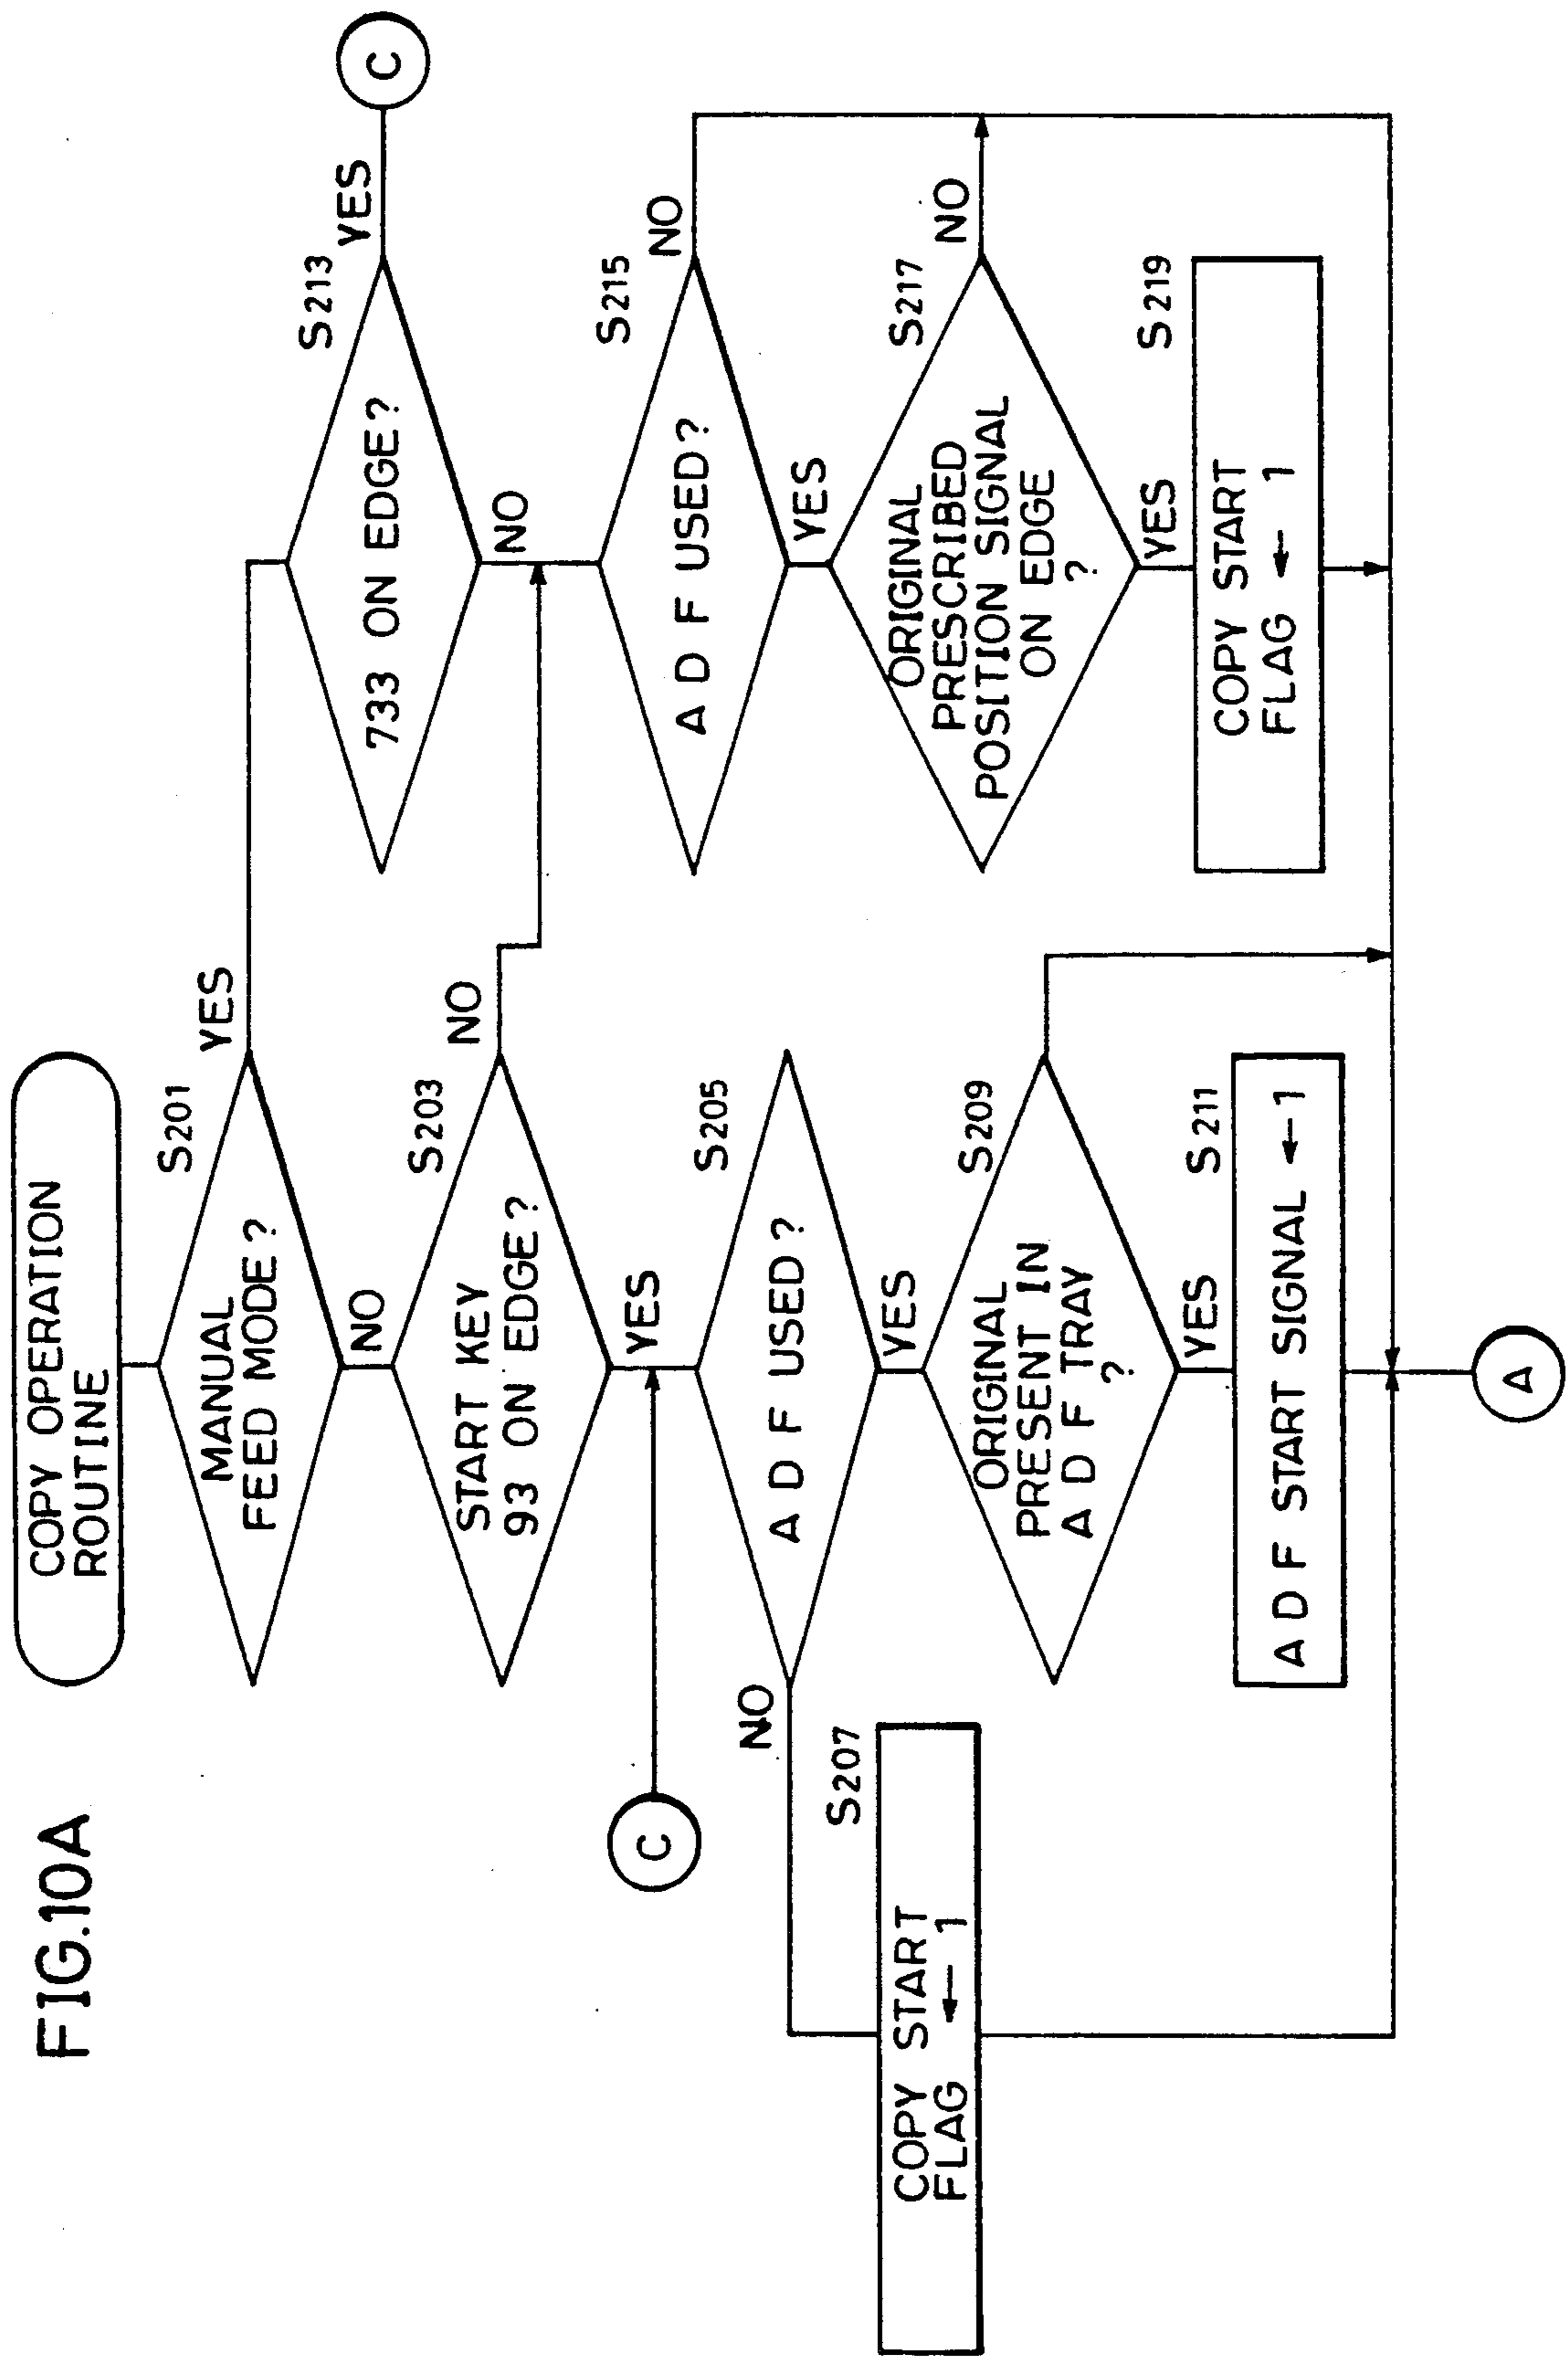 FIG.10A
COPY OPERATION
ROUTINE
S201
MANUAL
FEED MODE?
YES
NO
S203
START KEY
93 ON EDGE?
NO
YES
C
S205
A D F USED?
NO
YES
S207
COPY START
FLAG ← 1
S209
ORIGINAL
PRESENT IN
A D F TRAY
?
YES
S211
A D F START SIGNAL ← 1
A
S213
733 ON EDGE?
YES
C
NO
S215
A D F USED?
NO
YES
S217
ORIGINAL
PRESCRIBED
POSITION SIGNAL
ON EDGE
?
NO
YES
S219
COPY START
FLAG ← 1